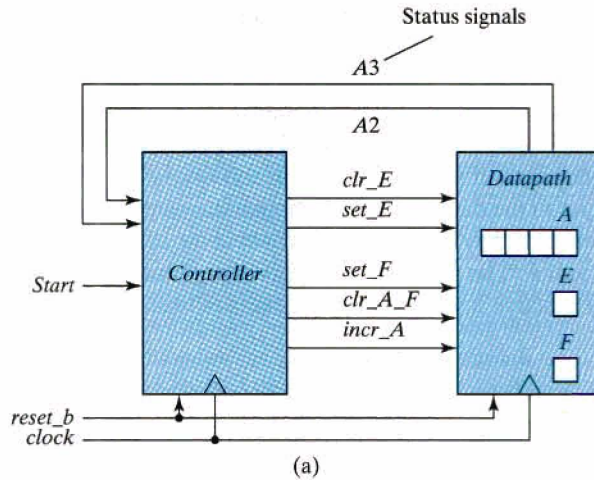 Status signals
A3
A2
clr_E
set_E
Datapath
A
Controller
Start
set_F
E
clr_A_F
incr_A
F
reset_b
clock
(a)